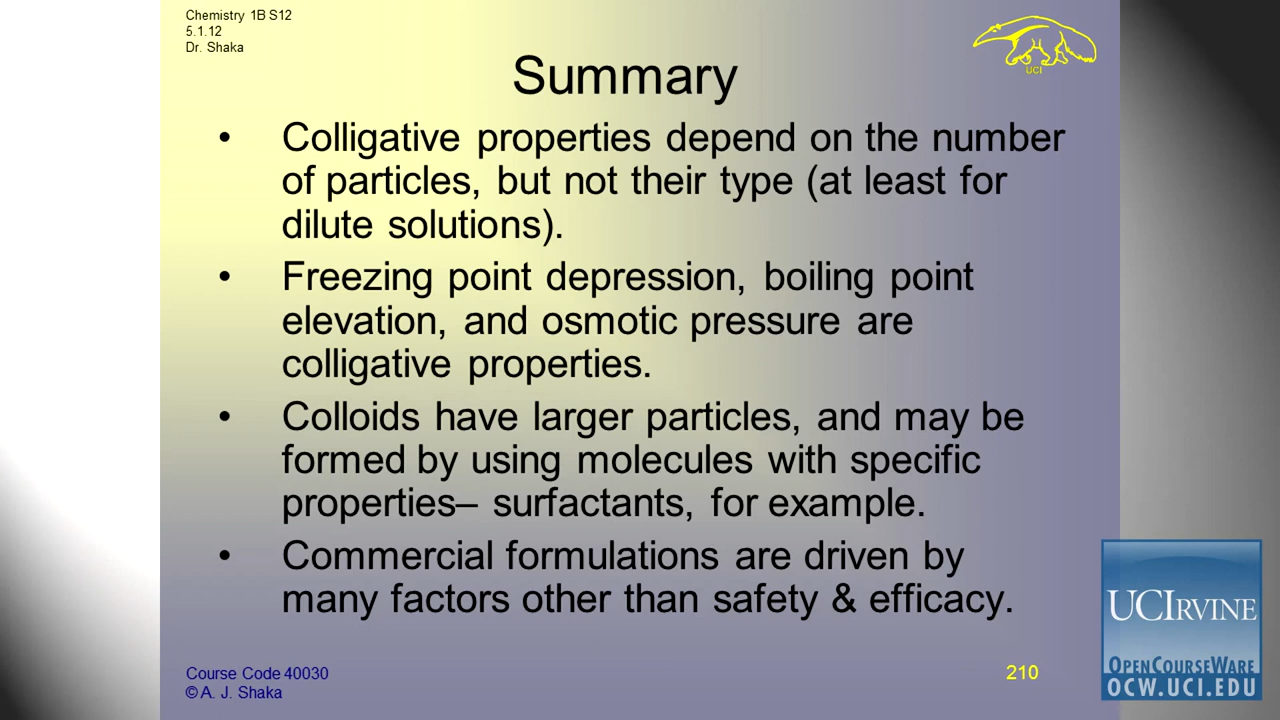 Chemistry 1B S12
5.1.12
Dr. Shaka
UCI
Summary
• Colligative properties depend on the number
of particles, but not their type (at least for
dilute solutions).
• Freezing point depression, boiling point
elevation, and osmotic pressure are
colligative properties.
• Colloids have larger particles, and may be
formed by using molecules with specific
properties– surfactants, for example.
• Commercial formulations are driven by
many factors other than safety & efficacy.
Course Code 40030
© A. J. Shaka
210
UCIRVINE
OPENCOURSEWARE
OCW.UCI.EDU